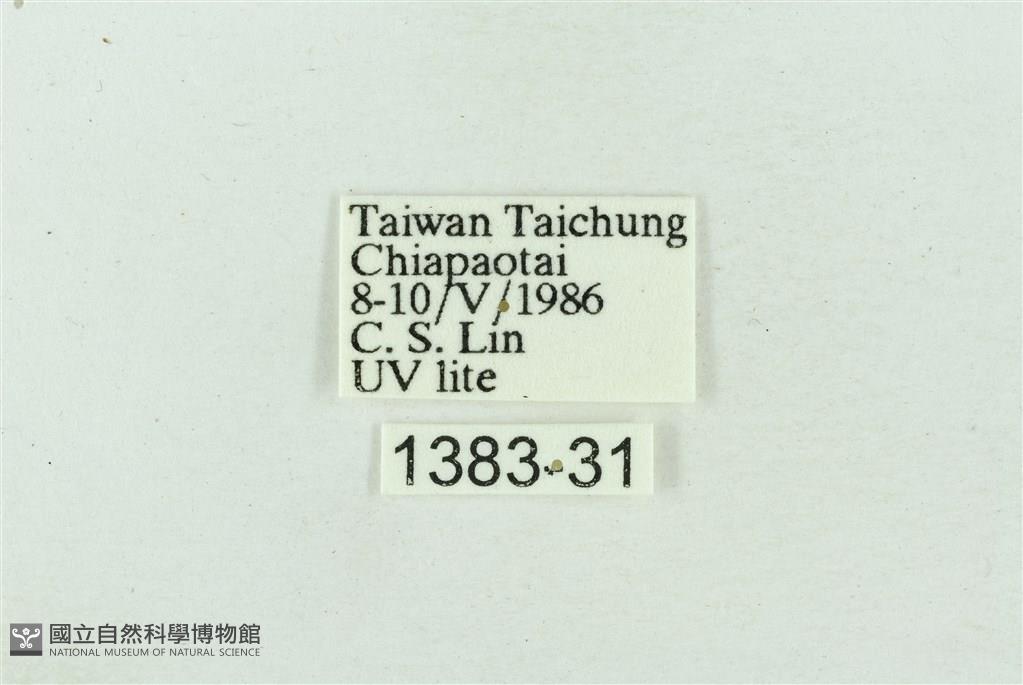 Taiwan Taichung
Chiapaotai
8-10/V/1986
C. S. Lin
UV lite
1383-31
國立自然科學博物館
NATIONAL MUSEUM OF NATURAL SCIENCE